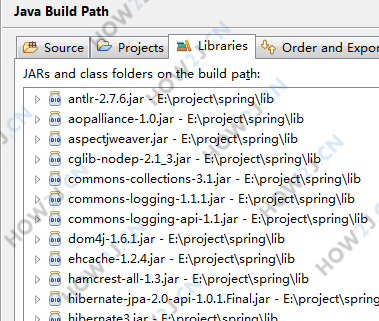 Java Build Path
Source
Projects
Libraries
Order and Expor
JARs and class folders on the build path:
antlr-2.7.6.jar - E:\project\spring\lib
aopalliance-1.0.jar - E:\project\spring\lib
aspectjweaver.jar - E:\project\spring\lib
cglib-nodep-2.1_3.jar - E:\project\spring\lib
commons-collections-3.1.jar - E:\project\spring\lib
commons-logging-1.1.1.jar - E:\project\spring\lib
commons-logging-api-1.1.jar - E:\project\spring\lib
dom4j-1.6.1.jar - E:\project\spring\lib
ehcache-1.2.4.jar - E:\project\spring\lib
hamcrest-all-1.3.jar - E:\project\spring\lib
hibernate-jpa-2.0-api-1.0.1.Final.jar - E:\project\spring
hibernate3.jar - E:\project\spring\lib
HOW2J.CN